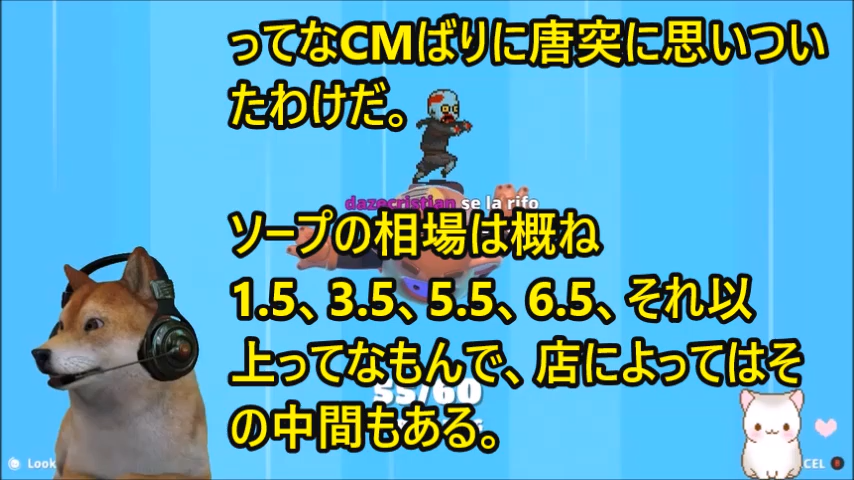 ってなCMばりに唐突に思いつい
たわけだ。
dazecristian se la rifo
ソープの相場は概ね
1.5、3.5、5.5、6.5、それ以
上ってなもんで、店によってはそ
55/60
の中間もある。
Look
CEL B